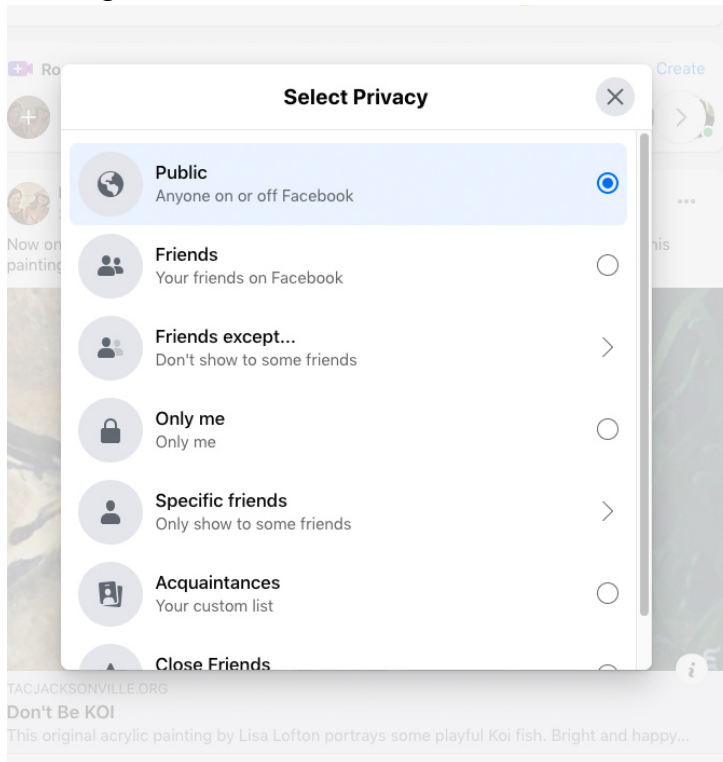 Ro
Create
Select Privacy
Public
Anyone on or off Facebook
Now on
his
painting
Friends
Your friends on Facebook
Friends except...
Don't show to some friends
Only me
Only me
Specific friends
Only show to some friends
Acquaintances
Your custom list
Close Friends
TACJACKSONVILLE.ORG
Don't Be KOI
This original acrylic painting by Lisa Lofton portrays some playful Koi fish. Bright and happy...